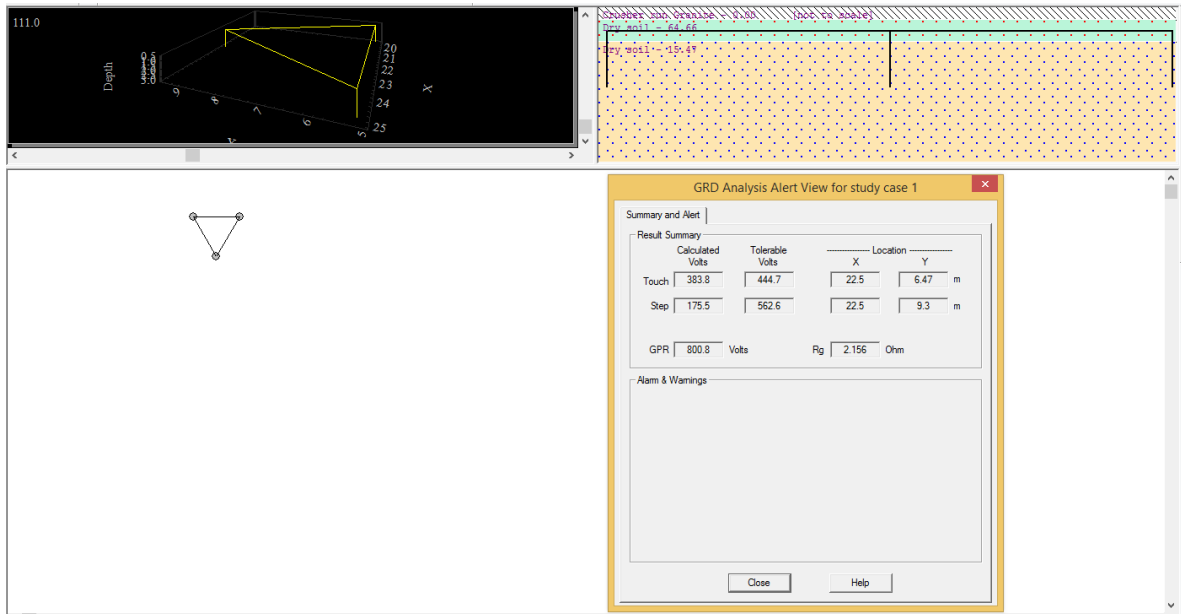 111.0
Depth
0.5
3.0
9
8
7
6
5
20
21
22
23
24
25
X
Crusher run Granite - 0.00 [not to scale]
Dry soil - 64.66
Dry soil - 15.47
GRD Analysis Alert View for study case 1
Summary and Alert
Result Summary
Calculated Volts Tolerable Volts Location X Y
Touch 383.8 444.7 22.5 6.47 m
Step 175.5 562.6 22.5 9.3 m
GPR 800.8 Volts Rg 2.156 Ohm
Alarm & Warnings
Close Help